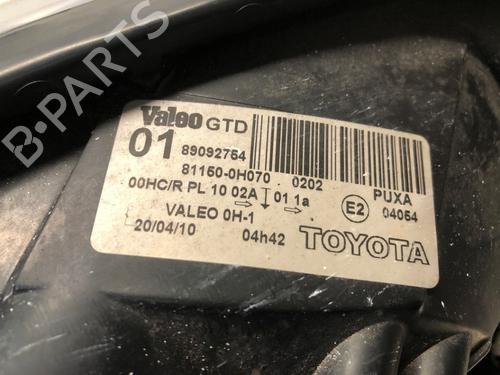 Valeo GTD
01 89092754
81150-0H070 0202
00HC/R PL 10 02A 01 1a
E2
PUXA
04054
VALEO 0H-1
20/04/10 04h42 TOYOTA
B-PARTS